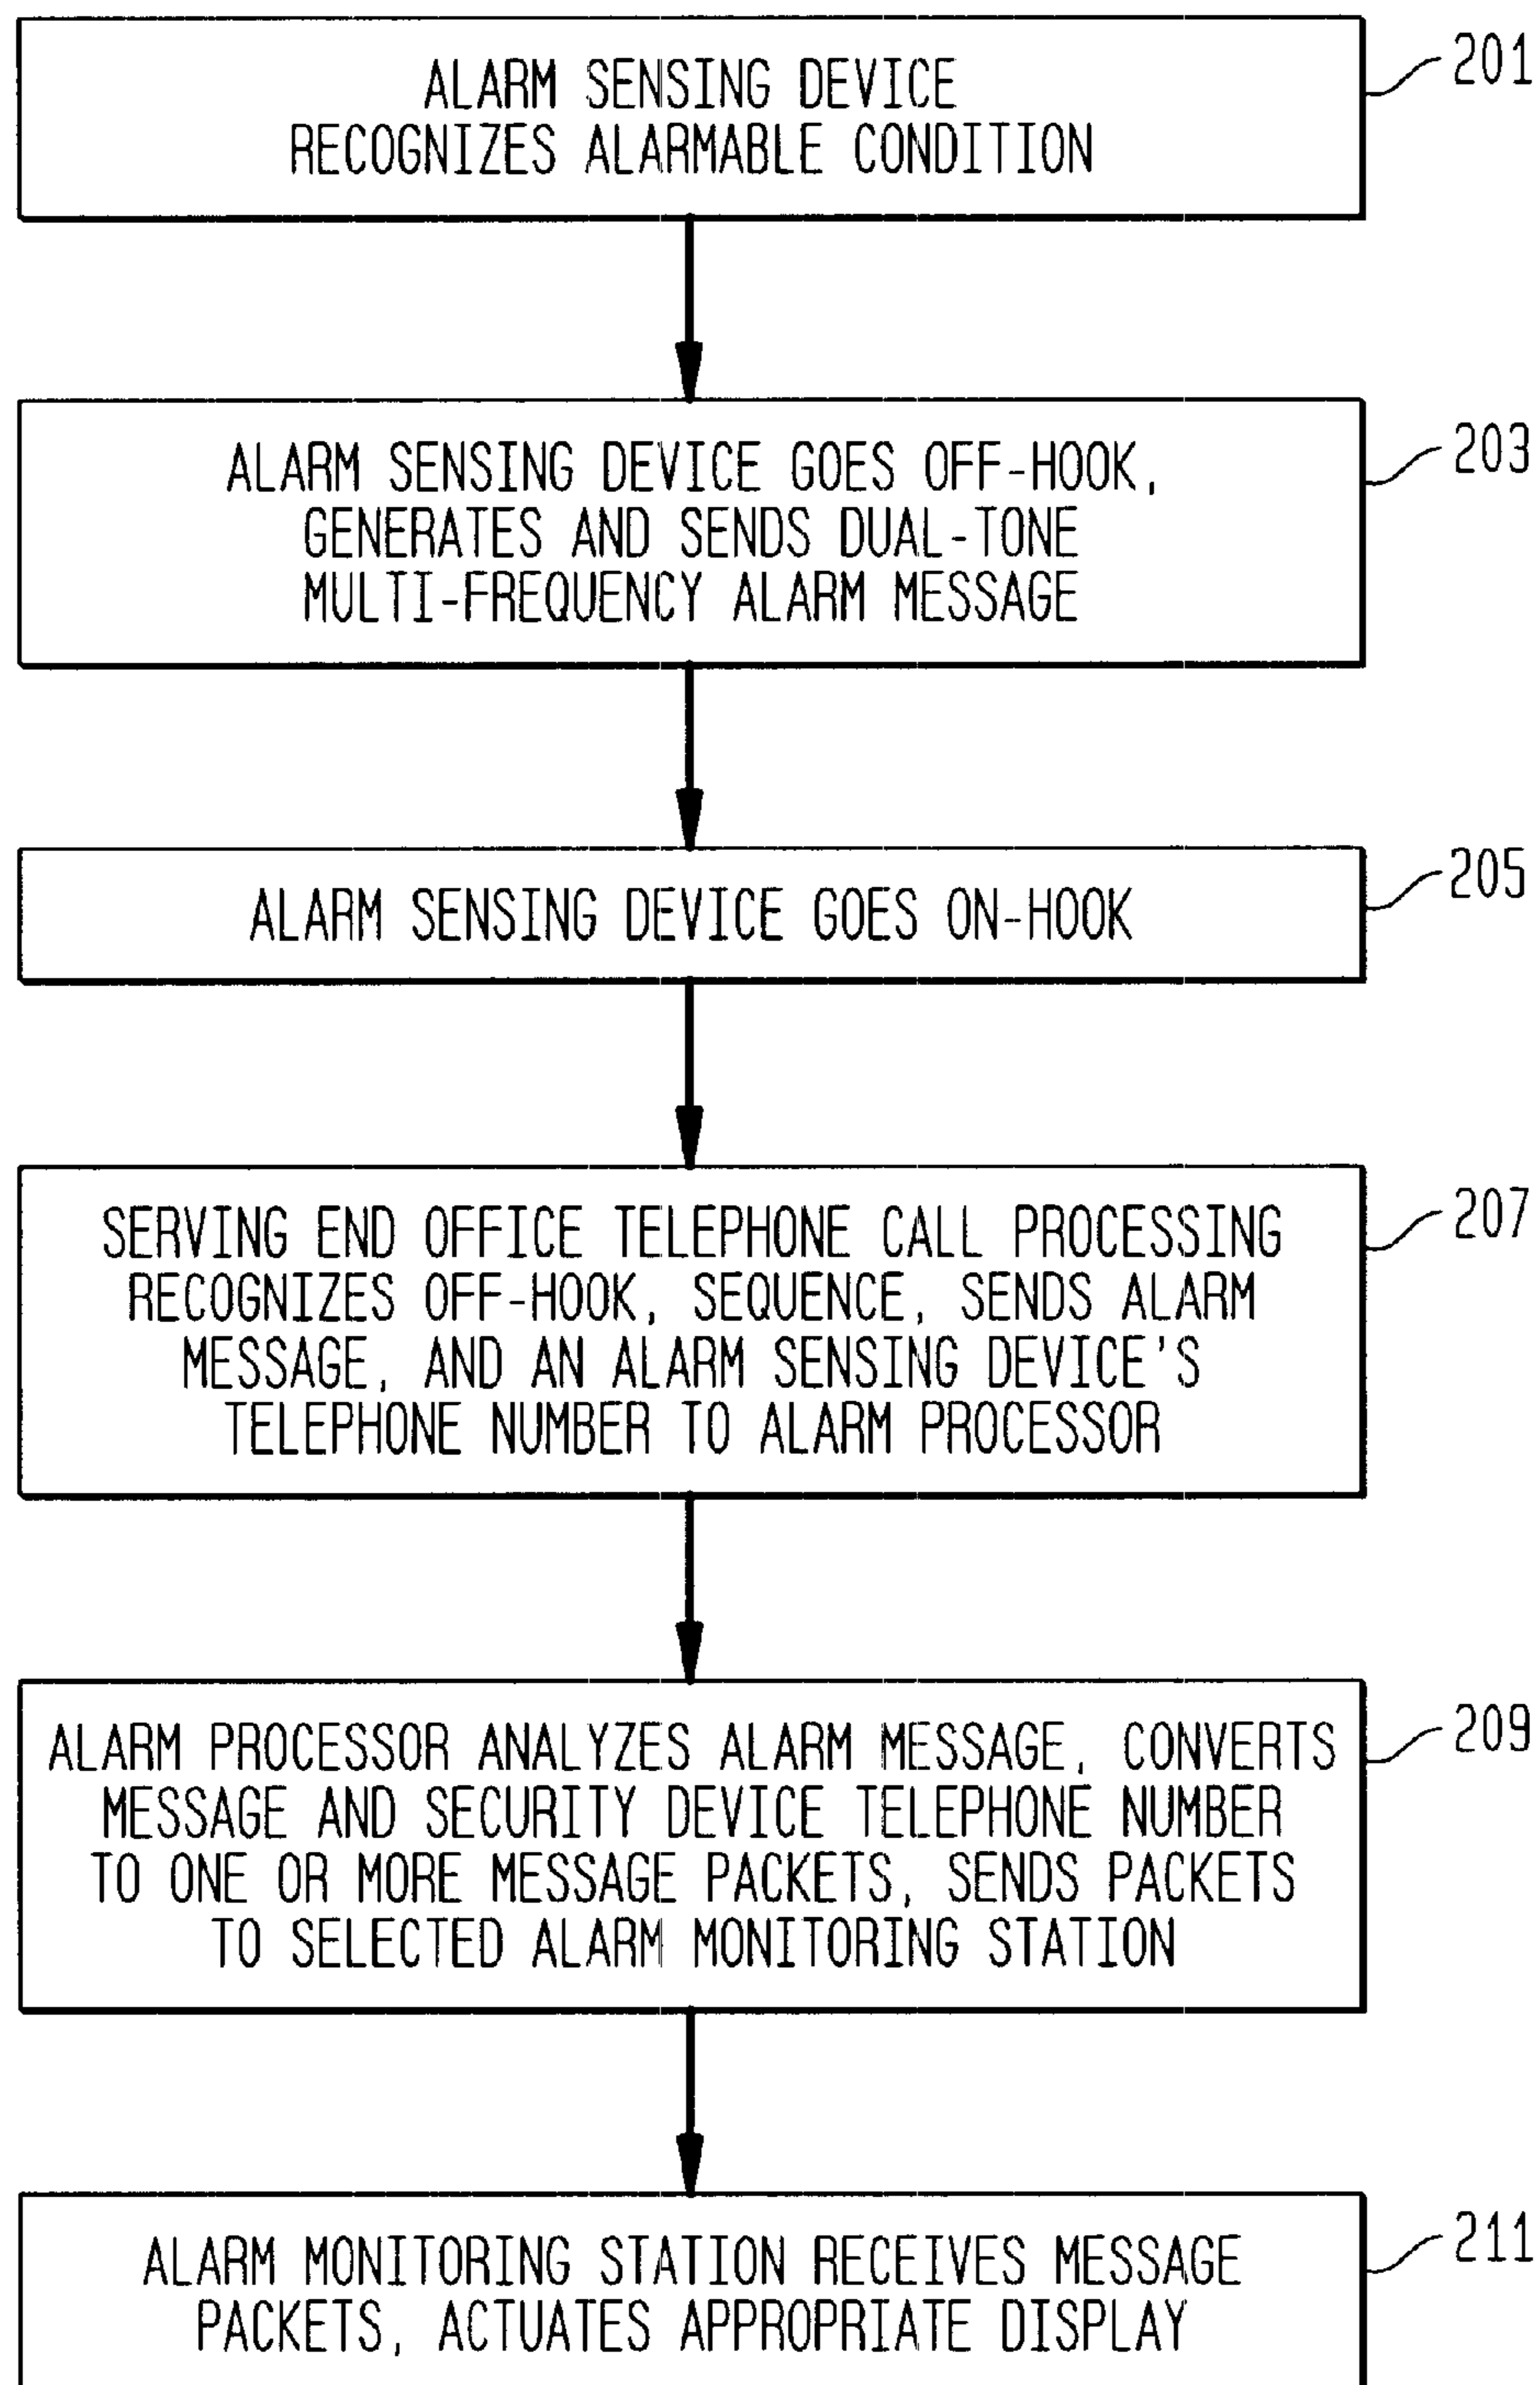 ALARM SENSING DEVICE
RECOGNIZES ALARMABLE CONDITION
201
ALARM SENSING DEVICE GOES OFF-HOOK,
GENERATES AND SENDS DUAL-TONE
MULTI-FREQUENCY ALARM MESSAGE
203
ALARM SENSING DEVICE GOES ON-HOOK
205
SERVING END OFFICE TELEPHONE CALL PROCESSING
RECOGNIZES OFF-HOOK, SEQUENCE, SENDS ALARM
MESSAGE, AND AN ALARM SENSING DEVICE'S
TELEPHONE NUMBER TO ALARM PROCESSOR
207
ALARM PROCESSOR ANALYZES ALARM MESSAGE, CONVERTS
MESSAGE AND SECURITY DEVICE TELEPHONE NUMBER
TO ONE OR MORE MESSAGE PACKETS, SENDS PACKETS
TO SELECTED ALARM MONITORING STATION
209
ALARM MONITORING STATION RECEIVES MESSAGE
PACKETS, ACTUATES APPROPRIATE DISPLAY
211